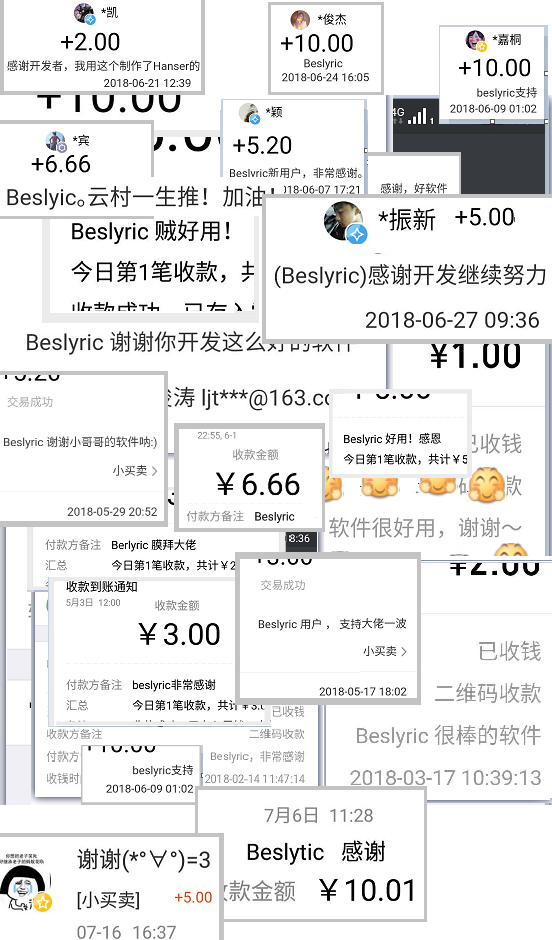 *凯
+2.00
感谢开发者，我用这个制作了Hanser的
2018-06-21 12:39
*俊杰
+10.00
Beslyric
2018-06-24 16:05
*嘉桐
+10.00
beslyric支持
2018-06-09 01:02
+10.00
*宾
+6.66
*颖
+5.20
Beslyric新用户，非常感谢。
2018-06-07 17:21
4G
感谢，好软件
Beslyic。云村一生推！加油！
Beslyric 贼好用！
今日第1笔收款，共
*振新 +5.00
(Beslyric)感谢开发继续努力
2018-06-27 09:36
Beslyric 谢谢你开发这么好的软件
涛 ljt***@163.co
￥1.00
已收钱
款
软件很好用，谢谢～
+5.20
交易成功
Beslyric 谢谢小哥哥的软件呐:)
小买卖
2018-05-29 20:52
22:55, 6-1
收款金额
￥6.66
付款方备注 Beslyric
Beslyric 好用！感恩
今日第1笔收款，共计￥5
付款方备注 Berlyric 膜拜大佬
汇总 今日第1笔收款，共计￥2
8:36
收款到账通知
5月3日 12:00
收款金额
￥3.00
付款方备注 beslyric非常感谢
汇总 今日第1笔收款，共计￥3.0
交易成功
Beslyric 用户 ， 支持大佬一波
小买卖
2018-05-17 18:02
￥2.00
已收钱
二维码收款
Beslyric 很棒的软件
2018-03-17 10:39:13
已收钱
收款方备注 二维码收款
付款方 Beslyric，非常感谢
收款时 2018-02-14 11:47:14
+10.00
beslyric支持
2018-06-09 01:02
7月6日 11:28
Beslytic 感谢
收款金额 ￥10.01
谢谢(*°∀°)=3
[小买卖] +5.00
07-16 16:37